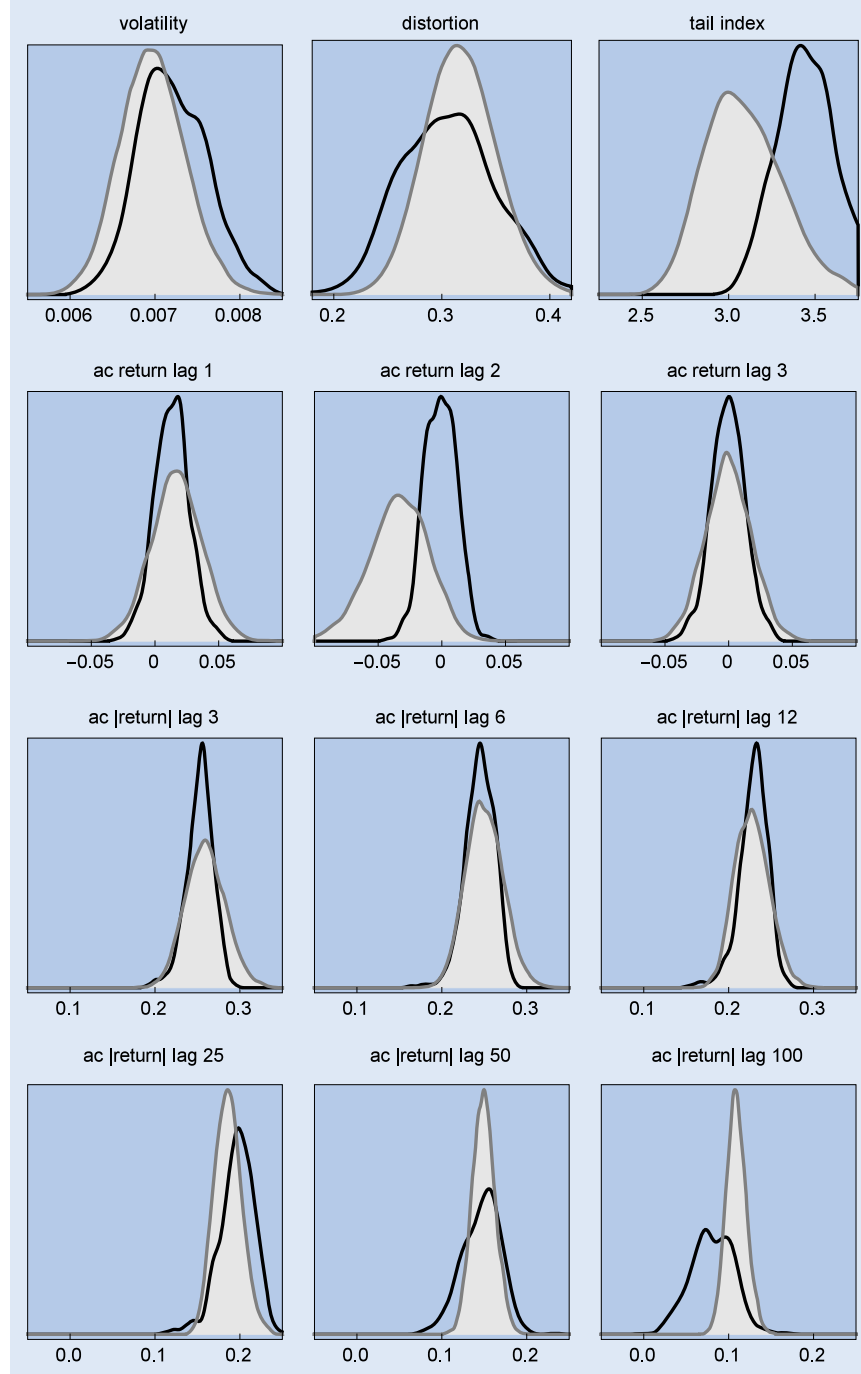 volatility distortion tail index
0.006 0.007 0.008 0.2 0.3 0.4 2.5 3.0 3.5
ac return lag 1 ac return lag 2 ac return lag 3
−0.05 0 0.05 −0.05 0 0.05 −0.05 0 0.05
ac |return| lag 3 ac |return| lag 6 ac |return| lag 12
0.1 0.2 0.3 0.1 0.2 0.3 0.1 0.2 0.3
ac |return| lag 25 ac |return| lag 50 ac |return| lag 100
0.0 0.1 0.2 0.0 0.1 0.2 0.0 0.1 0.2